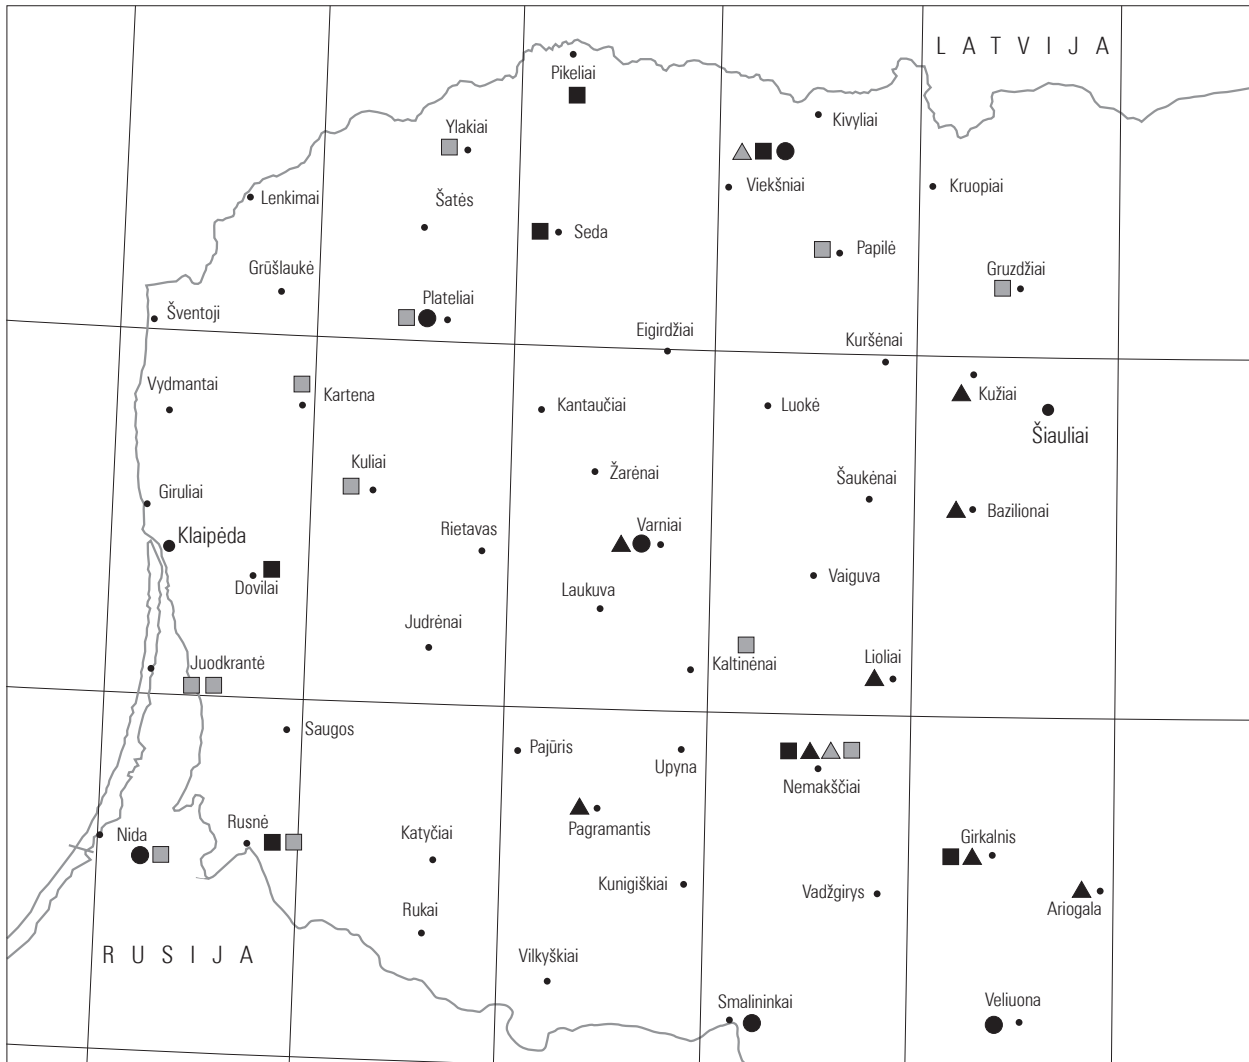 L A T V I J A
Pikeliai
Kivyliai
Ylakiai
Viekšniai
Kruopiai
Lenkimai
Šatės
Seda
Papilė
Grūšlaukė
Gruzdžiai
Plateliai
Šventoji
Eigirdžiai
Kuršėnai
Vydmantai
Kartena
Kantaučiai
Luokė
Kužiai
Šiauliai
Kuliai
Žarėnai
Šaukėnai
Giruliai
Bazilionai
Klaipėda
Rietavas
Varniai
Dovilai
Laukuva
Vaiguva
Judrėnai
Juodkrantė
Kaltinėnai
Lioliai
Saugos
Pajūris
Upyna
Nemakščiai
Nida
Rusnė
Katyčiai
Pagramantis
Girkalnis
Kunigiškiai
Vadžgirys
Ariogala
Rukai
R U S I J A
Vilkyškiai
Smalininkai
Veliuona